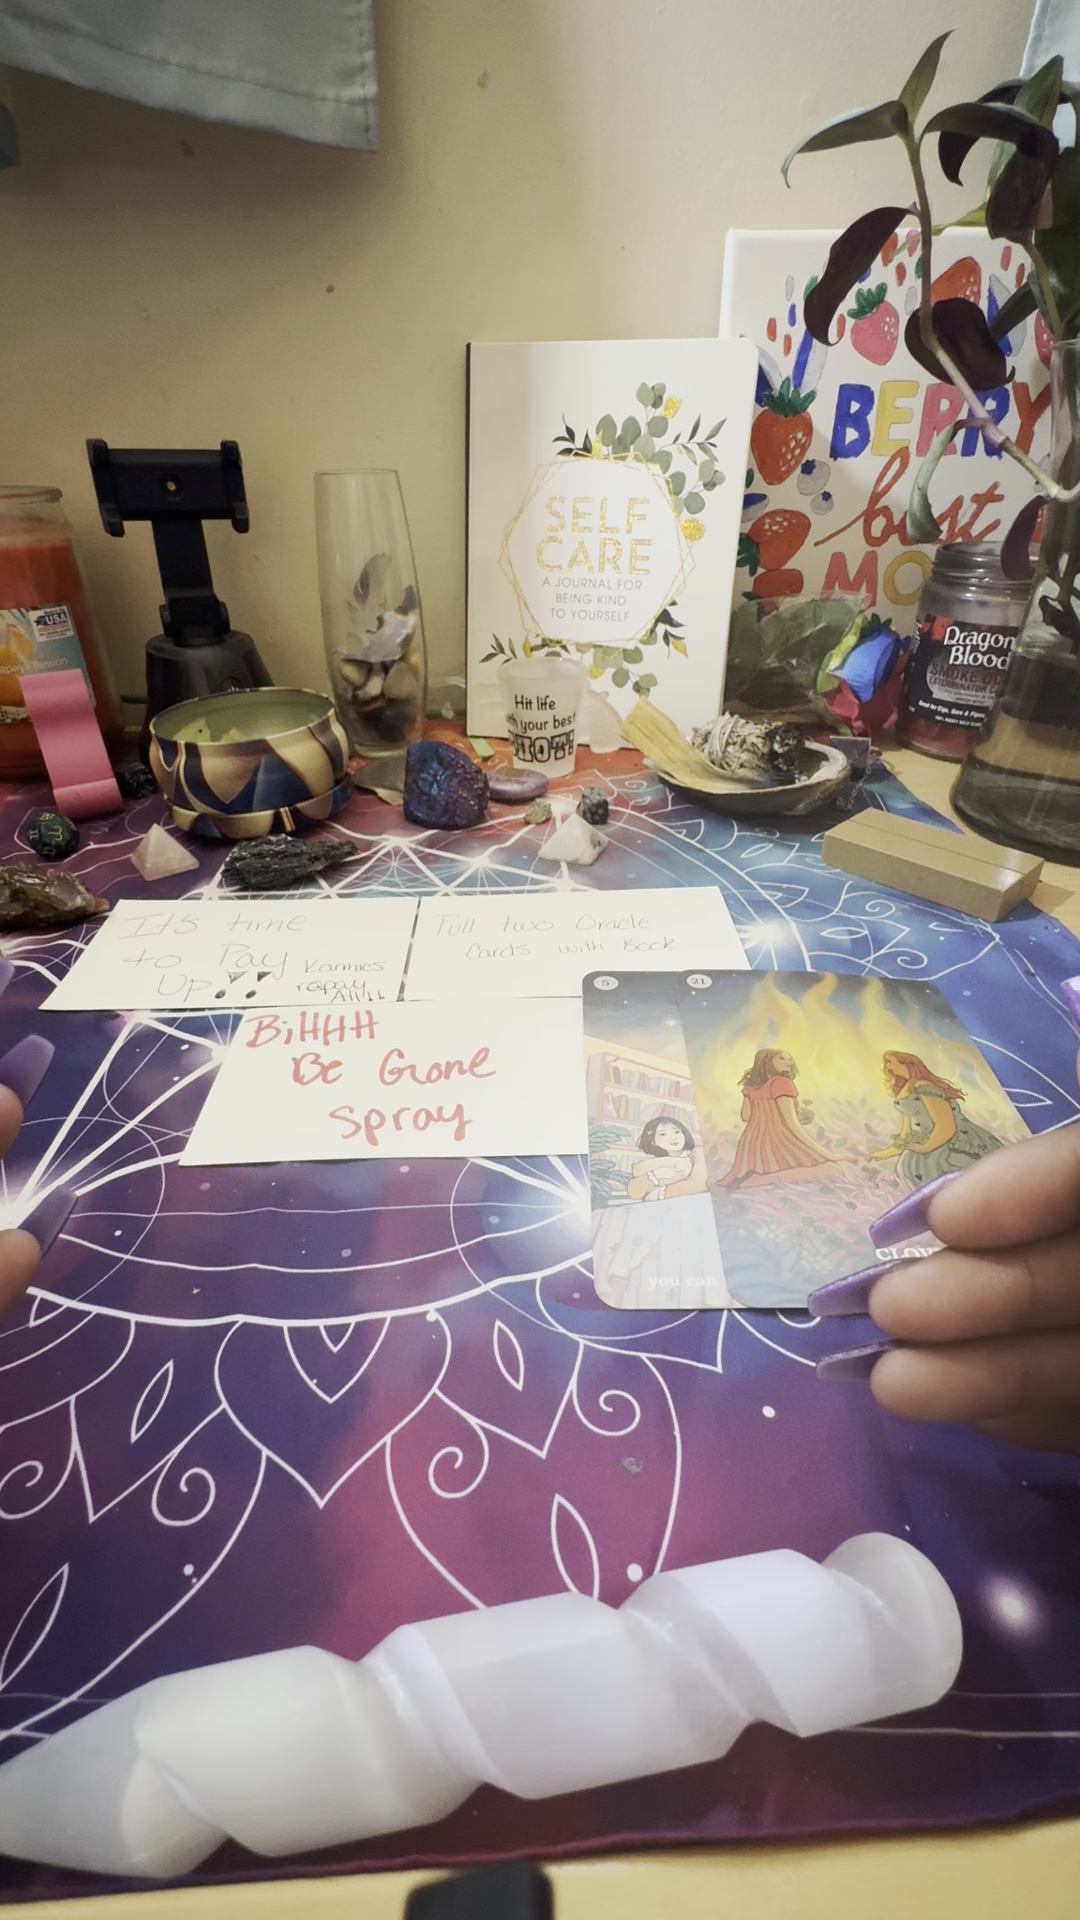 BERRY
best
SELF
CARE
A JOURNAL FOR
BEING KIND
TO YOURSELF
USA
Dragon
Blood
Hit life
with your best
SHOT!
It's time
to Pay
Up!!
Karmics
repay
Pull two Oracle
Cards with Book
BiHHH
Be Gone
Spray
5
21
you can